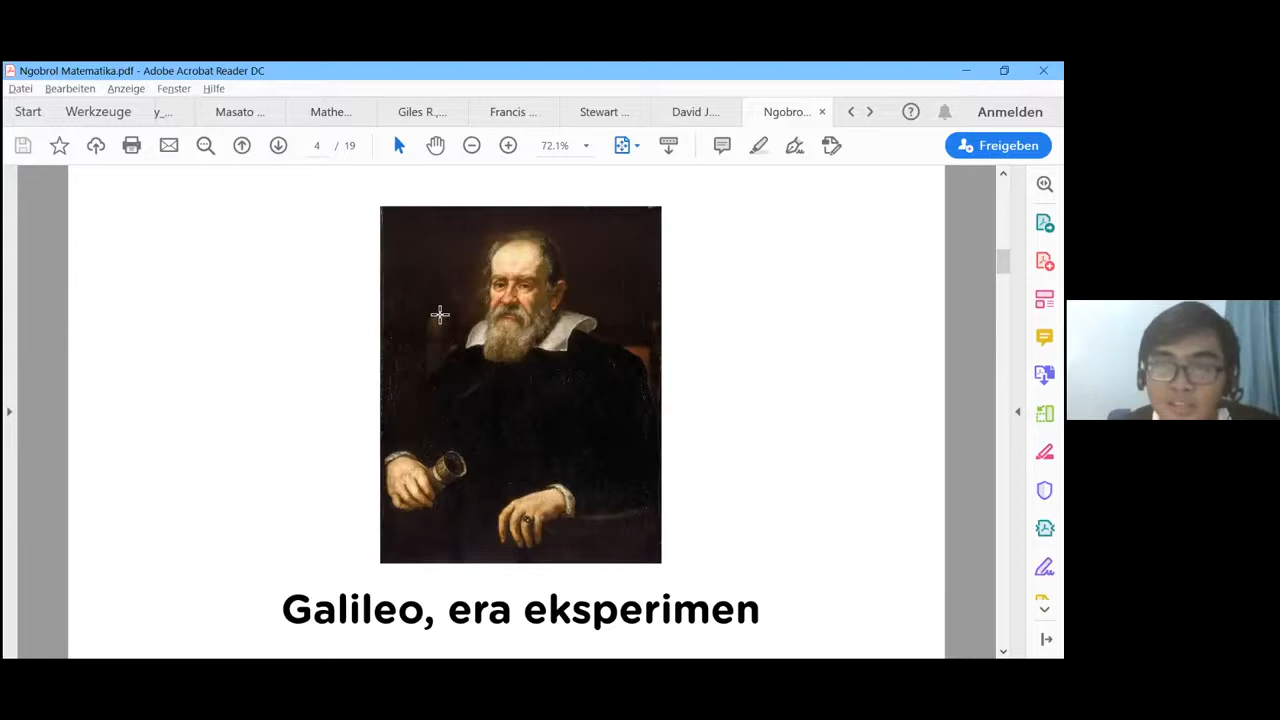 Ngobrol Matematika.pdf - Adobe Acrobat Reader DC
Datei Bearbeiten Anzeige Fenster Hilfe
Start Werkzeuge y_... Masato ... Mathe... Giles R.,... Francis ... Stewart ... David J.... Ngobro... Anmelden
4 / 19 72.1% Freigeben
Galileo, era eksperimen